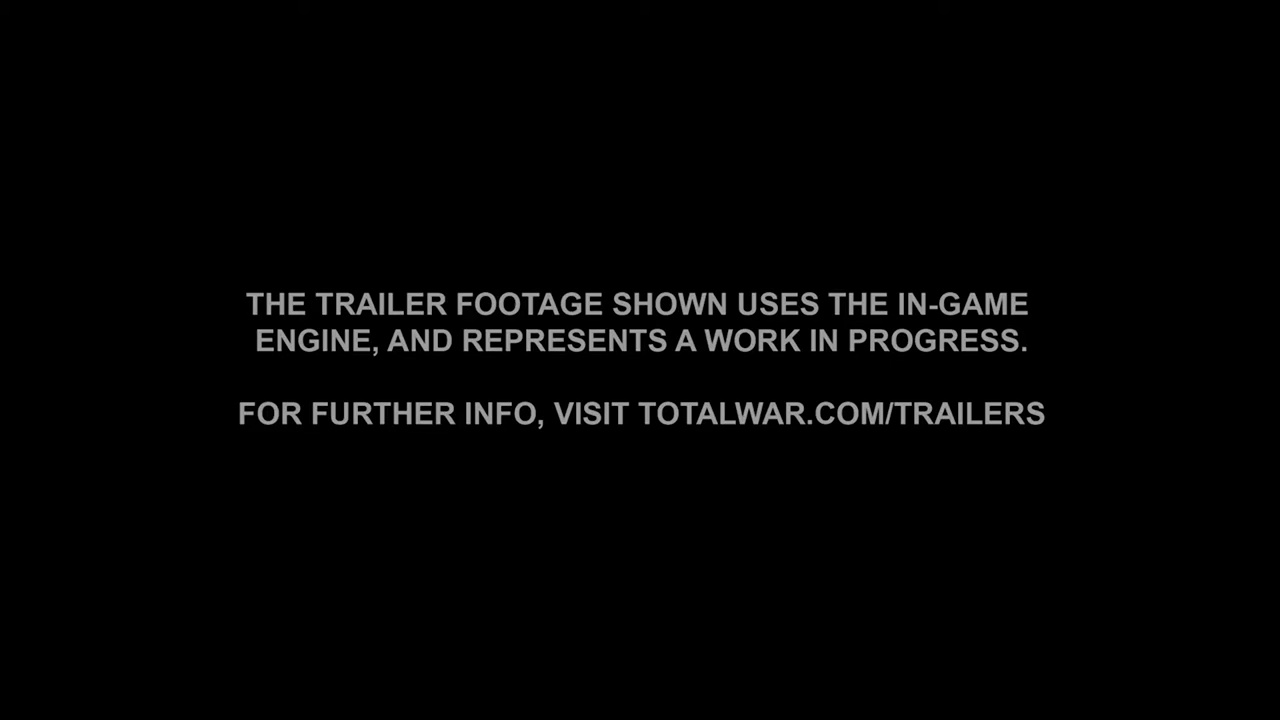 THE TRAILER FOOTAGE SHOWN USES THE IN-GAME
ENGINE, AND REPRESENTS A WORK IN PROGRESS.
FOR FURTHER INFO, VISIT TOTALWAR.COM/TRAILERS